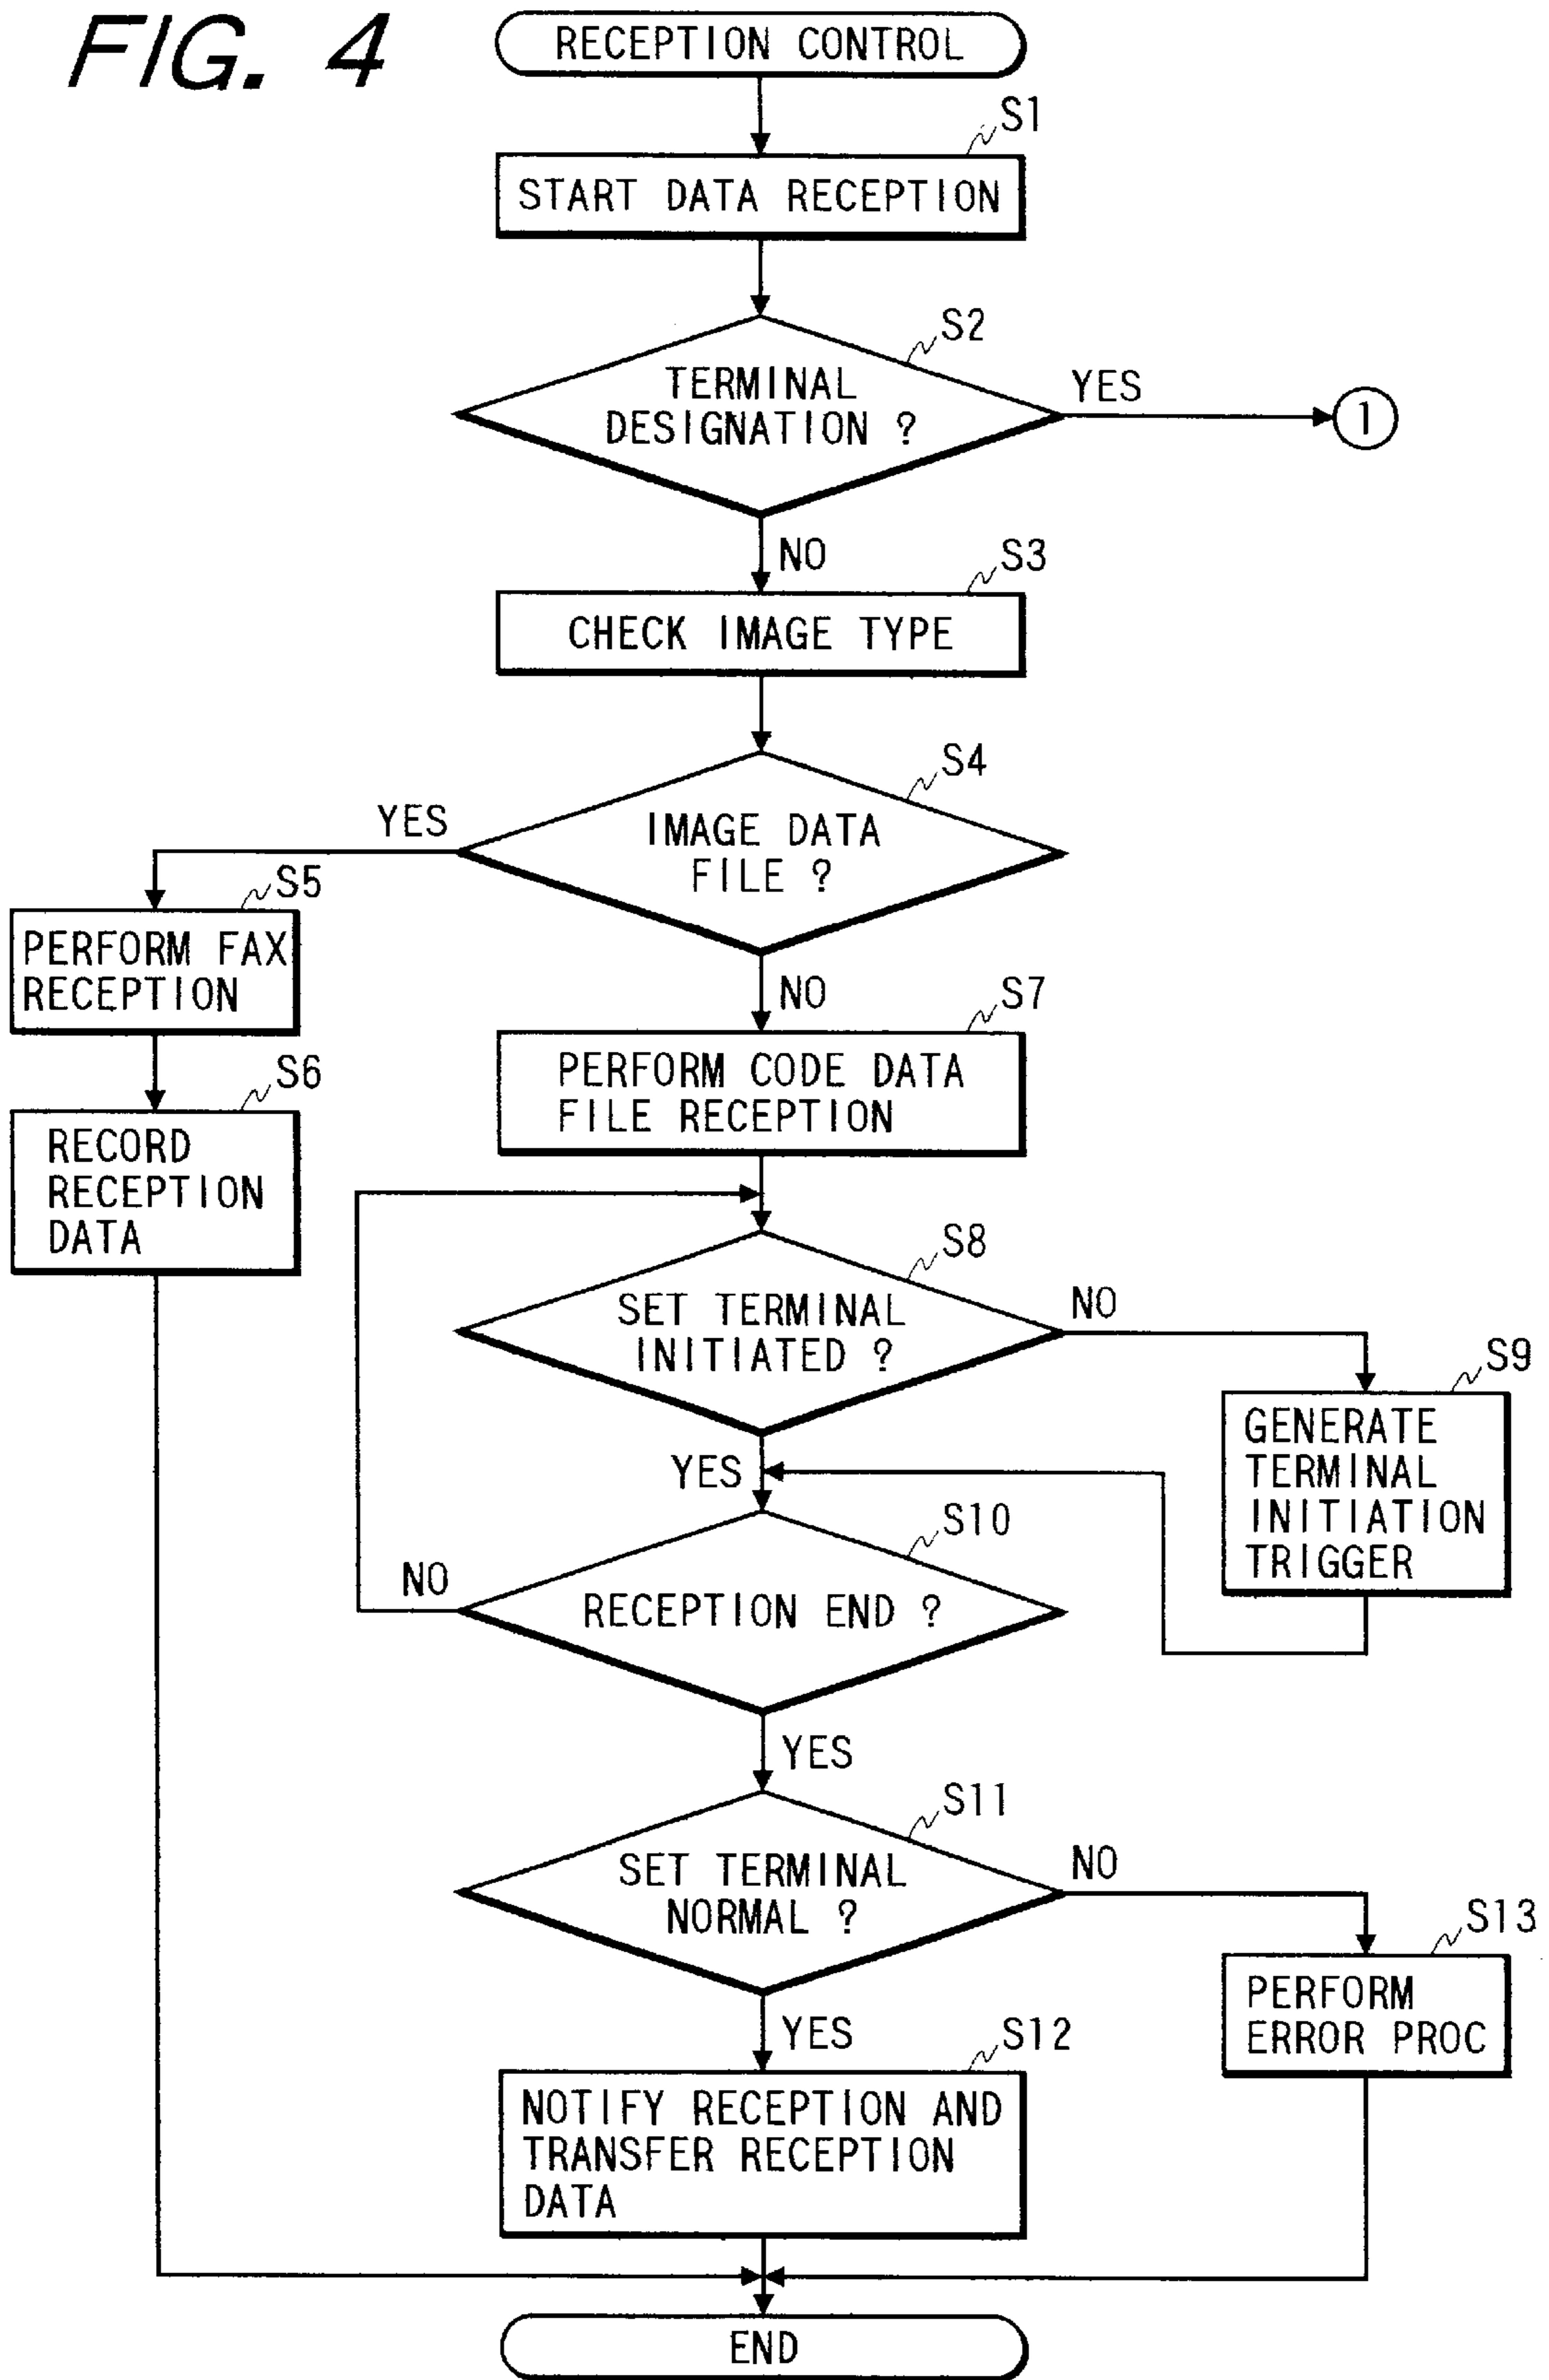 FIG. 4
RECEPTION CONTROL
S1
START DATA RECEPTION
S2
TERMINAL
DESIGNATION ?
YES
1
NO
S3
CHECK IMAGE TYPE
S4
IMAGE DATA
FILE ?
YES
S5
PERFORM FAX
RECEPTION
S6
RECORD
RECEPTION
DATA
NO
S7
PERFORM CODE DATA
FILE RECEPTION
S8
SET TERMINAL
INITIATED ?
NO
S9
GENERATE
TERMINAL
INITIATION
TRIGGER
YES
S10
RECEPTION END ?
NO
YES
S11
SET TERMINAL
NORMAL ?
NO
S13
PERFORM
ERROR PROC
YES
S12
NOTIFY RECEPTION AND
TRANSFER RECEPTION
DATA
END